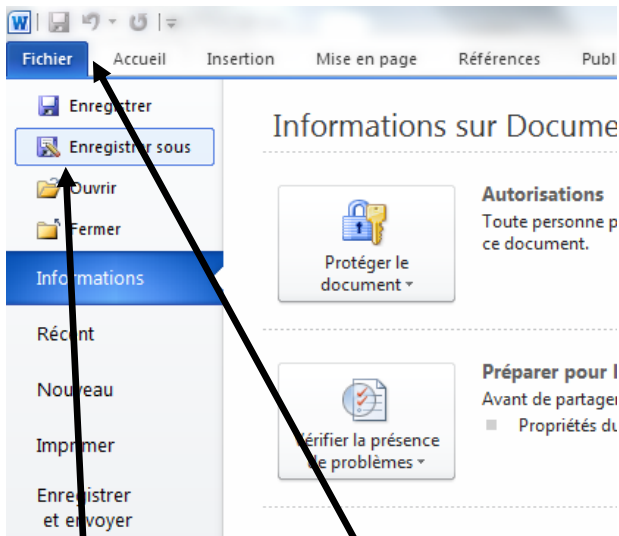 W
Fichier Accueil Insertion Mise en page Références Publi
Enregistrer
Enregistrer sous
Ouvrir
Fermer
Informations
Récent
Nouveau
Imprimer
Enregistrer
et envoyer
Informations sur Docume
Protéger le
document
Autorisations
Toute personne p
ce document.
Vérifier la présence
de problèmes
Préparer pour l
Avant de partager
Propriétés du